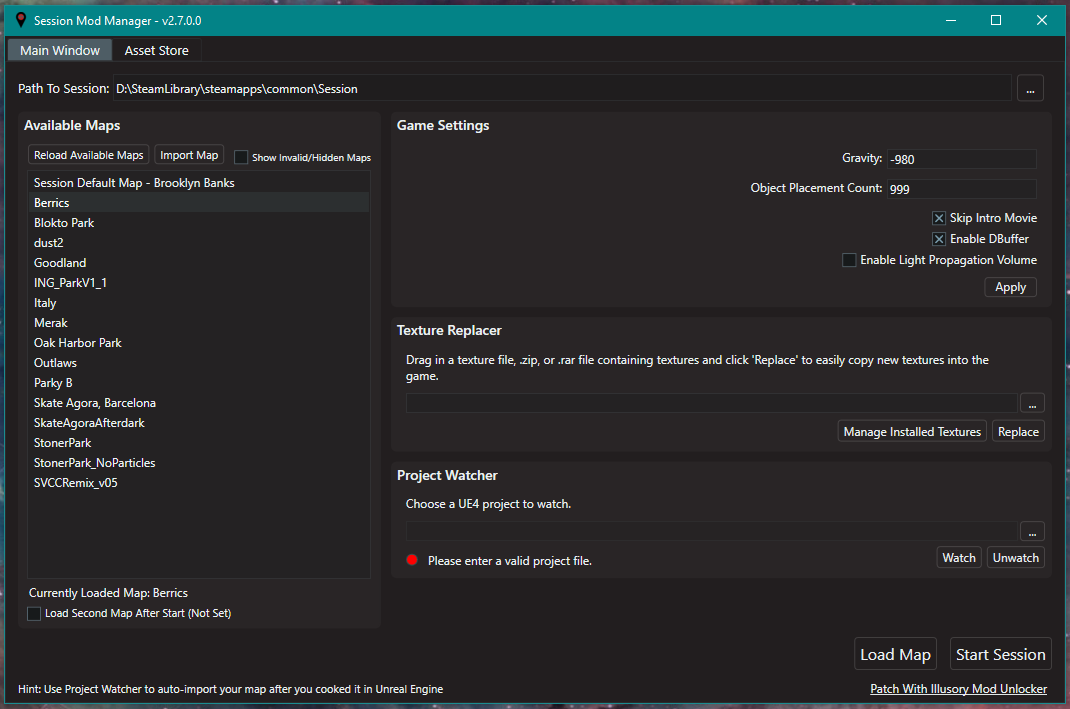 Session Mod Manager - v2.7.0.0
Main Window
Asset Store
Path To Session: D:\SteamLibrary\steamapps\common\Session
...
Available Maps
Reload Available Maps
Import Map
Show Invalid/Hidden Maps
Session Default Map - Brooklyn Banks
Berrics
Blokto Park
dust2
Goodland
ING_ParkV1_1
Italy
Merak
Oak Harbor Park
Outlaws
Parky B
Skate Agora, Barcelona
SkateAgoraAfterdark
StonerPark
StonerPark_NoParticles
SVCCRemix_v05
Currently Loaded Map: Berrics
Load Second Map After Start (Not Set)
Game Settings
Gravity: -980
Object Placement Count: 999
Skip Intro Movie
Enable DBuffer
Enable Light Propagation Volume
Apply
Texture Replacer
Drag in a texture file, .zip, or .rar file containing textures and click 'Replace' to easily copy new textures into the
game.
...
Manage Installed Textures
Replace
Project Watcher
Choose a UE4 project to watch.
...
Please enter a valid project file.
Watch
Unwatch
Load Map
Start Session
Hint: Use Project Watcher to auto-import your map after you cooked it in Unreal Engine
Patch With Illusory Mod Unlocker